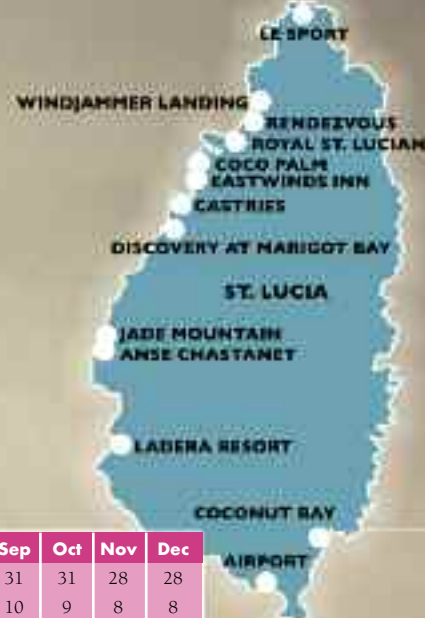 LE SPORT
WINDJAMMER LANDING
RENDEZVOUS
ROYAL ST. LUCIAN
COCO PALM
EASTWINDS INN
CASTRIES
DISCOVERY AT MARIGOT BAY
ST. LUCIA
JADE MOUNTAIN
ANSE CHASTANET
LADERA RESORT
COCONUT BAY
AIRPORT
Sep Oct Nov Dec
31 31 28 28
10 9 8 8